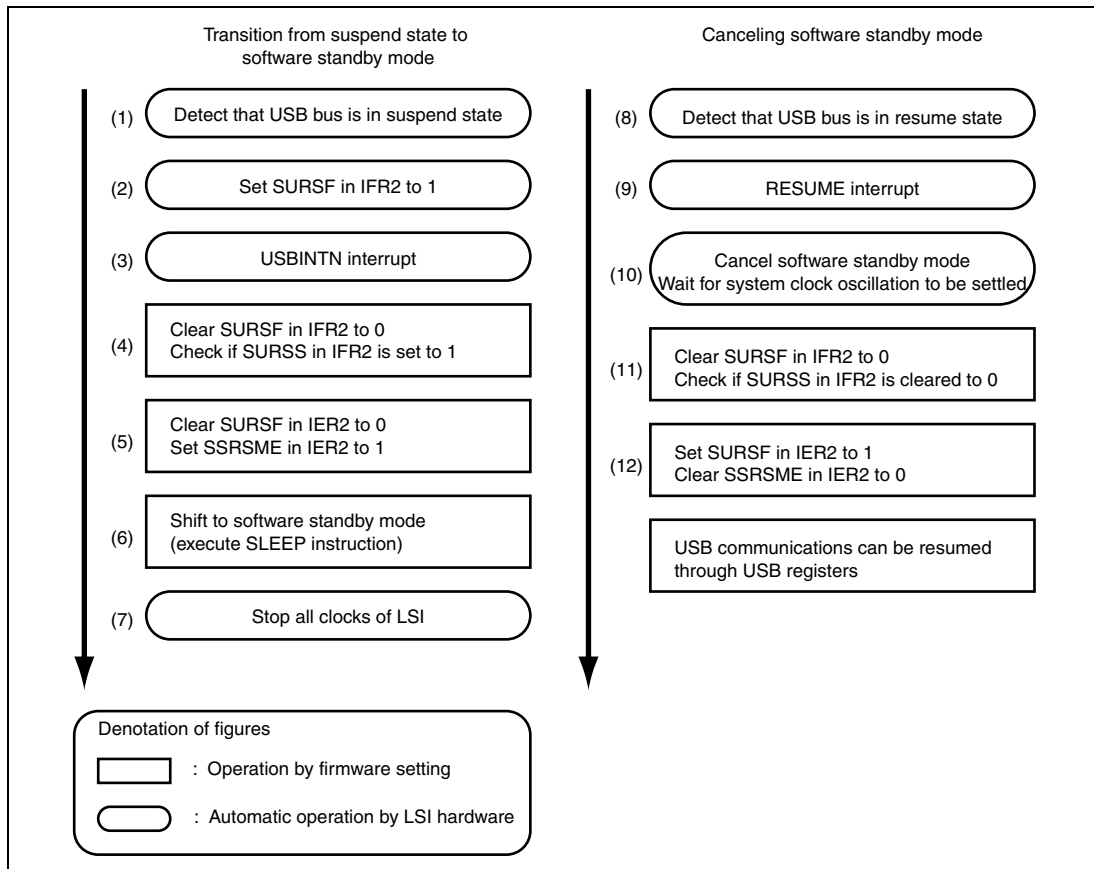 Transition from suspend state to
software standby mode
(1) Detect that USB bus is in suspend state
(2) Set SURSF in IFR2 to 1
(3) USBINTN interrupt
(4) Clear SURSF in IFR2 to 0
Check if SURSS in IFR2 is set to 1
(5) Clear SURSF in IER2 to 0
Set SSRSME in IER2 to 1
(6) Shift to software standby mode
(execute SLEEP instruction)
(7) Stop all clocks of LSI
Canceling software standby mode
(8) Detect that USB bus is in resume state
(9) RESUME interrupt
(10) Cancel software standby mode
Wait for system clock oscillation to be settled
(11) Clear SURSF in IFR2 to 0
Check if SURSS in IFR2 is cleared to 0
(12) Set SURSF in IER2 to 1
Clear SSRSME in IER2 to 0
USB communications can be resumed
through USB registers
Denotation of figures
: Operation by firmware setting
: Automatic operation by LSI hardware